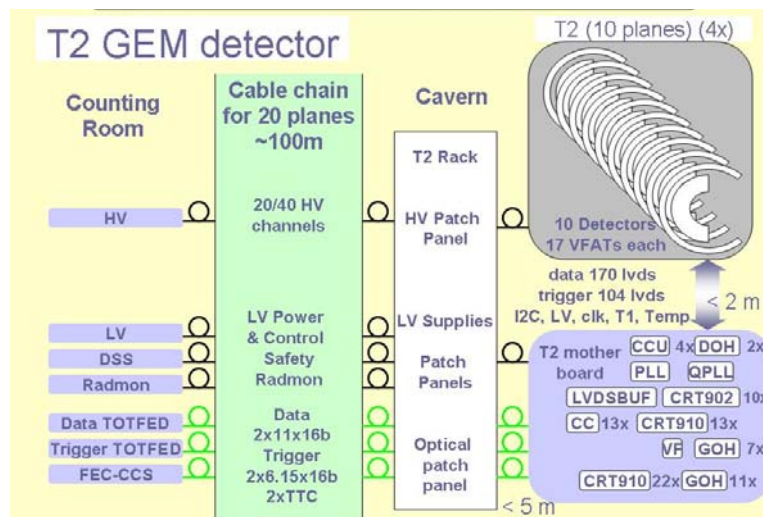 T2 GEM detector
T2 (10 planes) (4x)
Counting
Room
Cable chain
for 20 planes
~100m
Cavern
T2 Rack
HV
20/40 HV
channels
HV Patch
Panel
10 Detectors
17 VFATs each
data 170 lvds
trigger 104 lvds
I2C, LV, clk, T1, Temp
< 2 m
LV
DSS
Radmon
LV Power
& Control
Safety
Radmon
LV Supplies
Patch
Panels
T2 mother
board
CCU 4x DOH 2x
PLL QPLL
LVDSBUF CRT902 10x
CC 13x CRT910 13x
VF GOH 7x
CRT910 22x GOH 11x
Data TOTFED
Trigger TOTFED
FEC-CCS
Data
2x11x16b
Trigger
2x6.15x16b
2xTTC
Optical
patch
panel
< 5 m